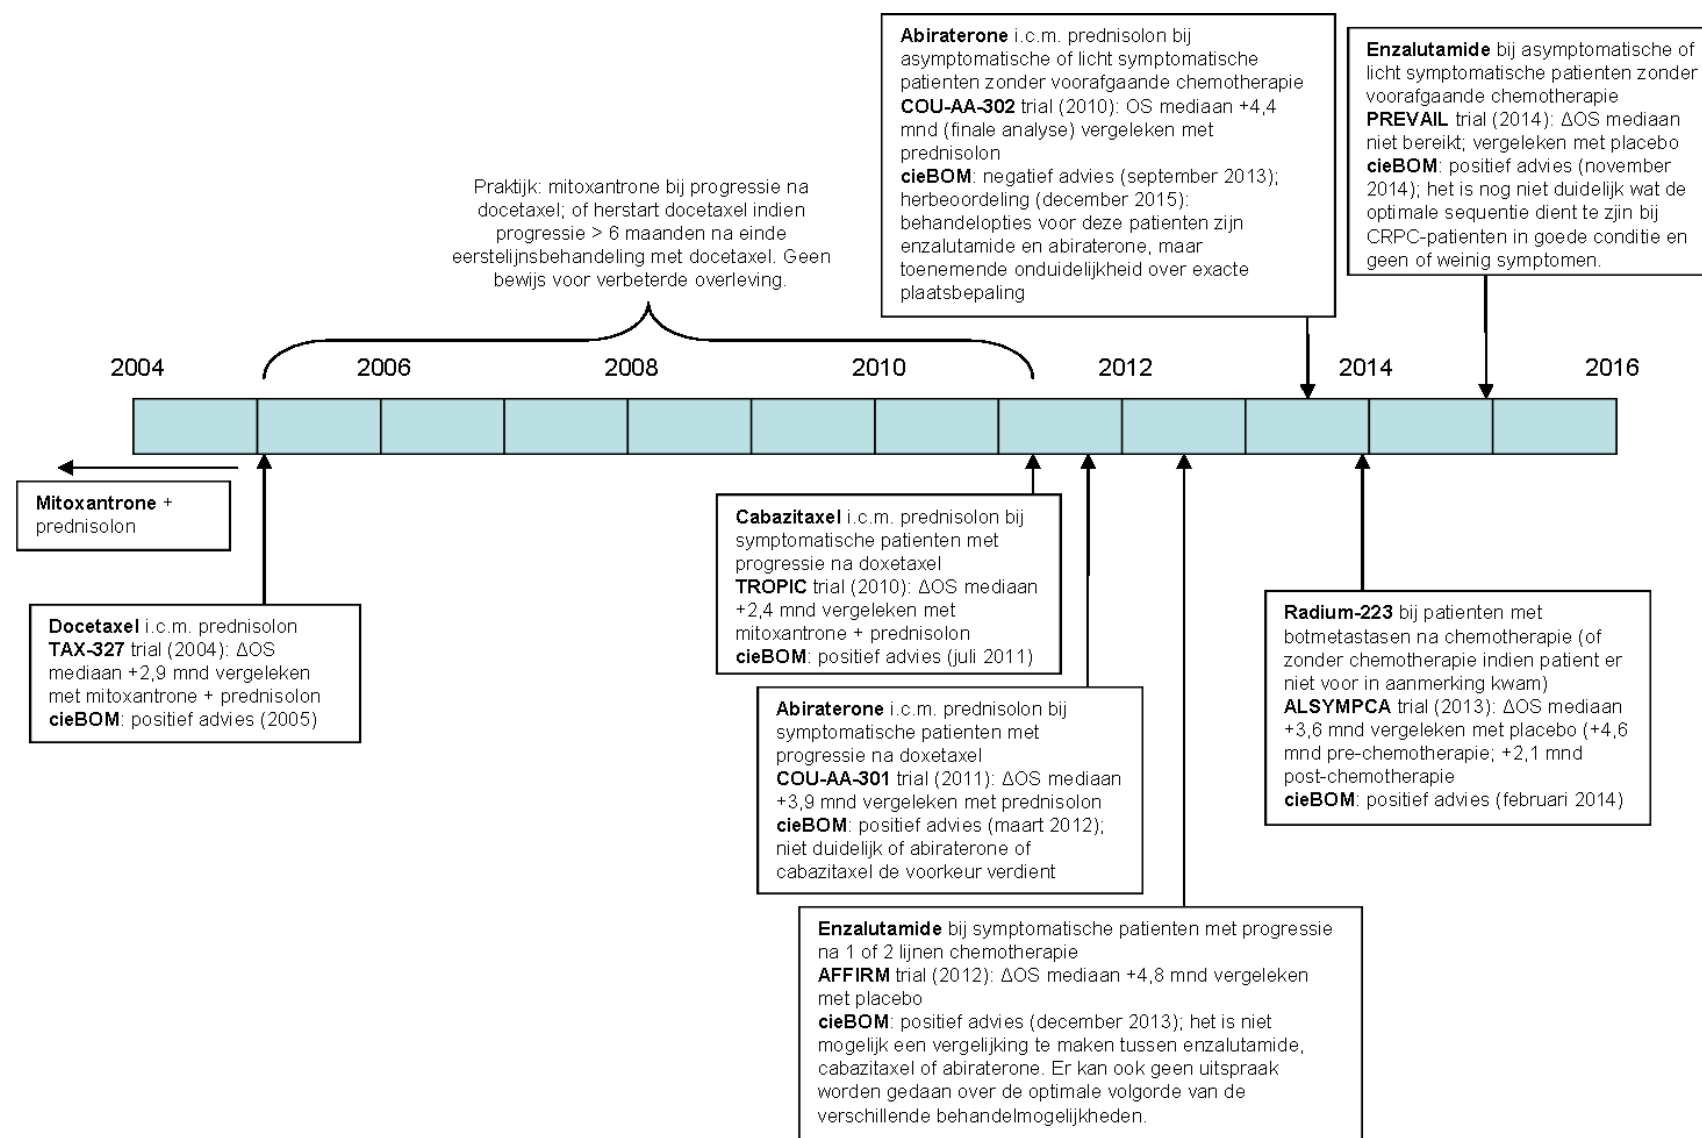 Abiraterone i.c.m. prednisolon bij
asymptomatische of licht symptomatische
patienten zonder voorafgaande chemotherapie
COU-AA-302 trial (2010): OS mediaan +4,4
mnd (finale analyse) vergeleken met
prednisolon
cieBOM: negatief advies (september 2013);
herbeoordeling (december 2015):
behandelopties voor deze patienten zijn
enzalutamide en abiraterone, maar
toenemende onduidelijkheid over exacte
plaatsbepaling
Enzalutamide bij asymptomatische of
licht symptomatische patienten zonder
voorafgaande chemotherapie
PREVAIL trial (2014): ΔOS mediaan
niet bereikt; vergeleken met placebo
cieBOM: positief advies (november
2014); het is nog niet duidelijk wat de
optimale sequentie dient te zjin bij
CRPC-patienten in goede conditie en
geen of weinig symptomen.
Praktijk: mitoxantrone bij progressie na
docetaxel; of herstart docetaxel indien
progressie > 6 maanden na einde
eerstelijnsbehandeling met docetaxel. Geen
bewijs voor verbeterde overleving.
2004 2006 2008 2010 2012 2014 2016
Mitoxantrone +
prednisolon
Docetaxel i.c.m. prednisolon
TAX-327 trial (2004): ΔOS
mediaan +2,9 mnd vergeleken
met mitoxantrone + prednisolon
cieBOM: positief advies (2005)
Cabazitaxel i.c.m. prednisolon bij
symptomatische patienten met
progressie na doxetaxel
TROPIC trial (2010): ΔOS mediaan
+2,4 mnd vergeleken met
mitoxantrone + prednisolon
cieBOM: positief advies (juli 2011)
Abiraterone i.c.m. prednisolon bij
symptomatische patienten met
progressie na doxetaxel
COU-AA-301 trial (2011): ΔOS mediaan
+3,9 mnd vergeleken met prednisolon
cieBOM: positief advies (maart 2012);
niet duidelijk of abiraterone of
cabazitaxel de voorkeur verdient
Enzalutamide bij symptomatische patienten met progressie
na 1 of 2 lijnen chemotherapie
AFFIRM trial (2012): ΔOS mediaan +4,8 mnd vergeleken
met placebo
cieBOM: positief advies (december 2013); het is niet
mogelijk een vergelijking te maken tussen enzalutamide,
cabazitaxel of abiraterone. Er kan ook geen uitspraak
worden gedaan over de optimale volgorde van de
verschillende behandelmogelijkheden.
Radium-223 bij patienten met
botmetastasen na chemotherapie (of
zonder chemotherapie indien patient er
niet voor in aanmerking kwam)
ALSYMPCA trial (2013): ΔOS mediaan
+3,6 mnd vergeleken met placebo (+4,6
mnd pre-chemotherapie; +2,1 mnd
post-chemotherapie
cieBOM: positief advies (februari 2014)